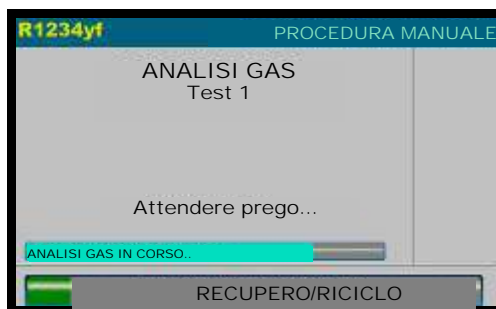 R1234yf
PROCEDURA MANUALE
ANALISI GAS
Test 1
Attendere prego...
ANALISI GAS IN CORSO..
RECUPERO/RICICLO